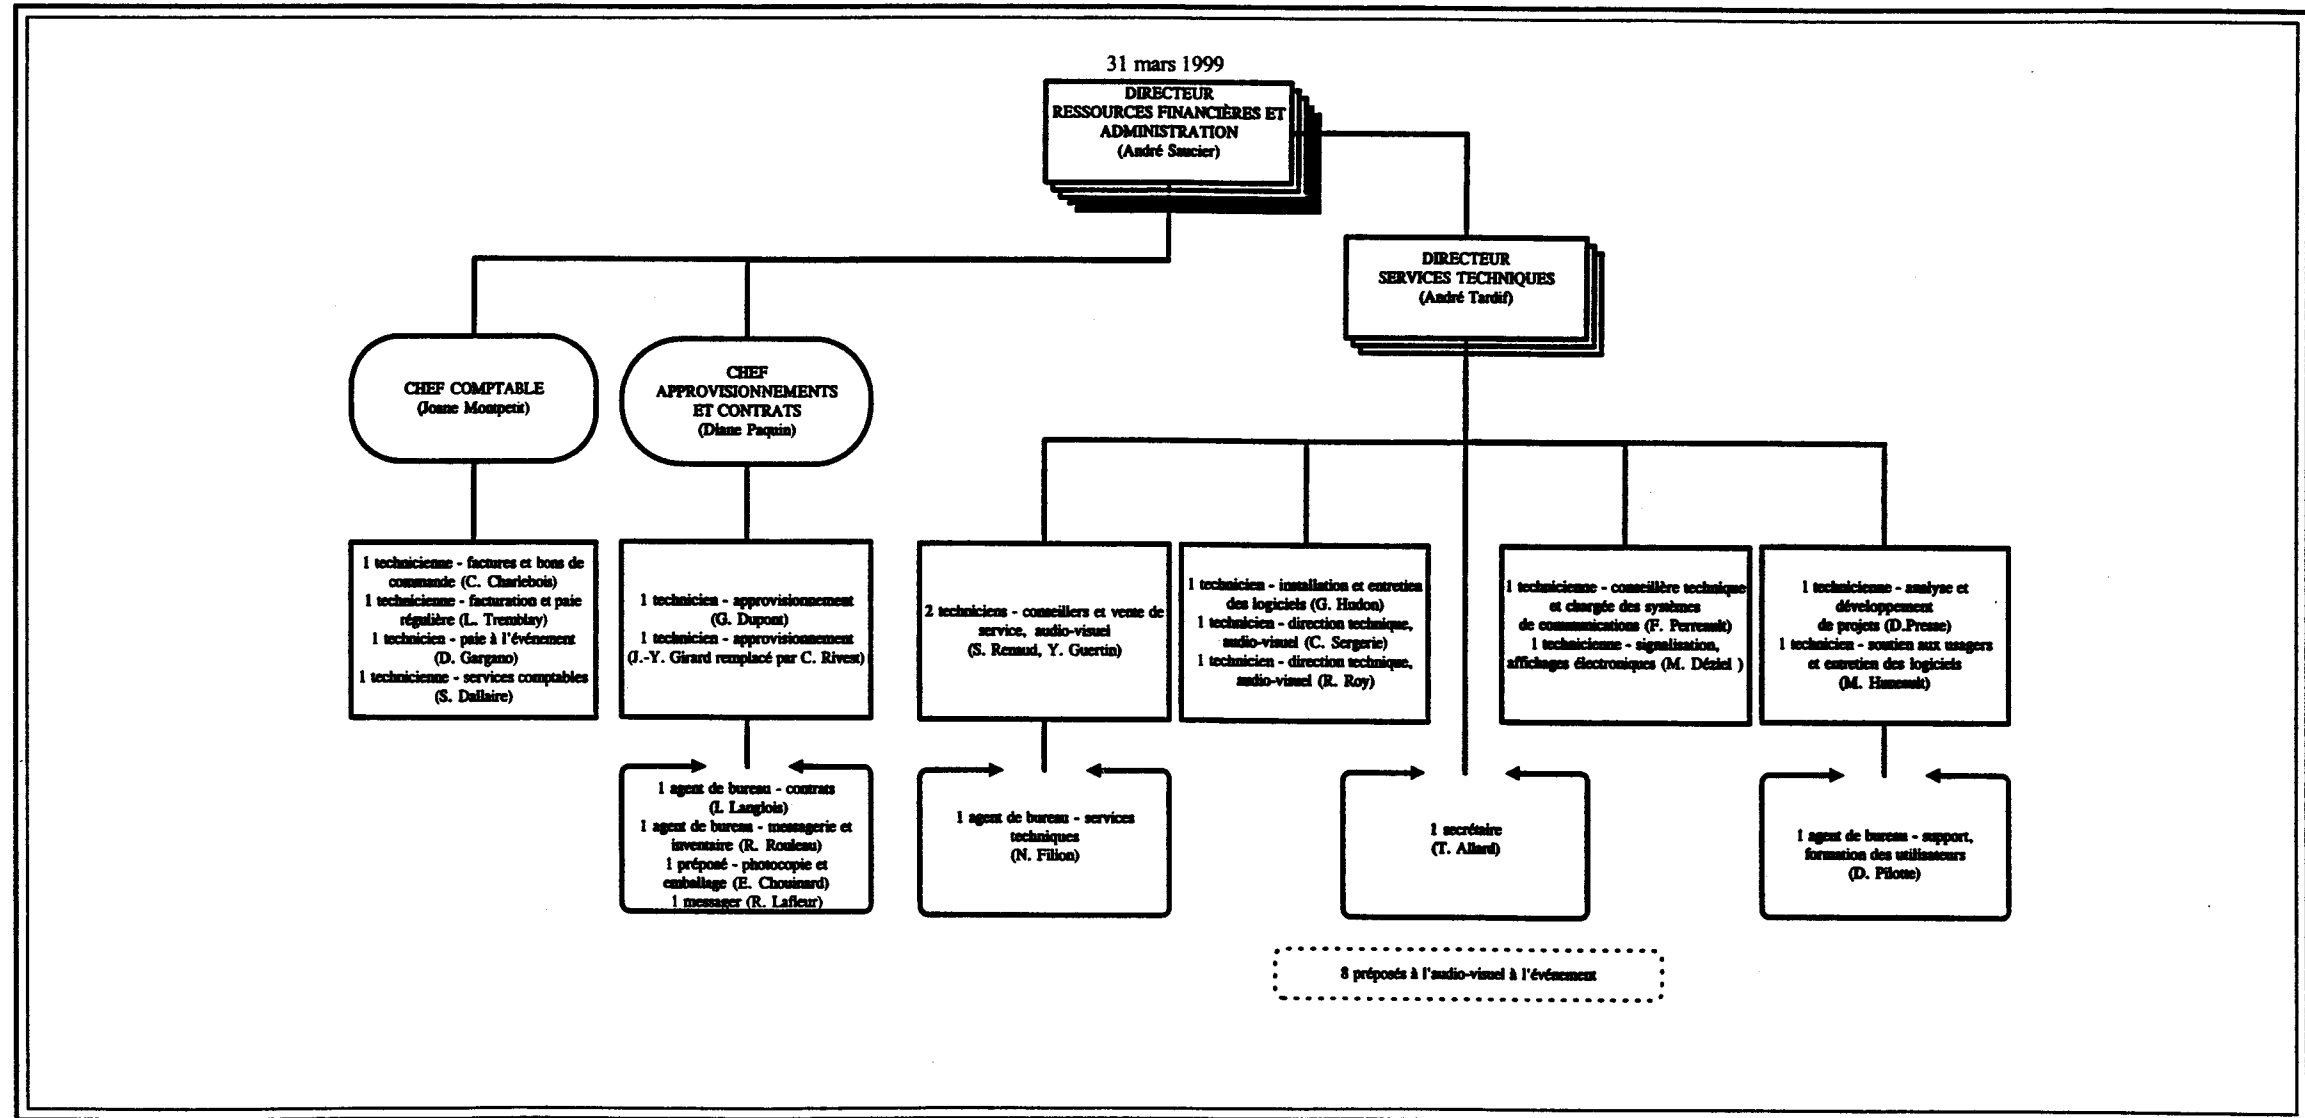 31 mars 1999
DIRECTEUR
RESSOURCES FINANCIÈRES ET
ADMINISTRATION
(André Saucier)
DIRECTEUR
SERVICES TECHNIQUES
(André Tardif)
CHEF COMPTABLE
(Joane Montpetit)
CHEF
APPROVISIONNEMENTS
ET CONTRATS
(Diane Paquin)
1 technicienne - factures et bons de
commande (C. Charlebois)
1 technicienne - facturation et paie
régulière (L. Tremblay)
1 technicien - paie à l'événement
(D. Gargano)
1 technicienne - services comptables
(S. Dallaire)
1 technicien - approvisionnement
(G. Dupont)
1 technicien - approvisionnement
(J.-Y. Girard remplacé par C. Rivest)
2 techniciens - conseillers et vente de
service, audio-visuel
(S. Renaud, Y. Guertin)
1 technicien - installation et entretien
des logiciels (G. Hudon)
1 technicien - direction technique,
audio-visuel (C. Sergerie)
1 technicien - direction technique,
audio-visuel (R. Roy)
1 technicienne - conseillère technique
et chargée des systèmes
de communications (F. Perreault)
1 technicienne - signalisation,
affichages électroniques (M. Déziel )
1 technicienne - analyse et
développement
de projets (D.Presse)
1 technicien - soutien aux usagers
et entretien des logiciels
(M. Huneault)
1 agent de bureau - contrats
(I. Langlois)
1 agent de bureau - messagerie et
inventaire (R. Rouleau)
1 préposé - photocopie et
emballage (E. Chouinard)
1 messager (R. Lafleur)
1 agent de bureau - services
techniques
(N. Filion)
1 secrétaire
(T. Allard)
1 agent de bureau - support,
formation des utilisateurs
(D. Pilotte)
8 préposés à l'audio-visuel à l'événement